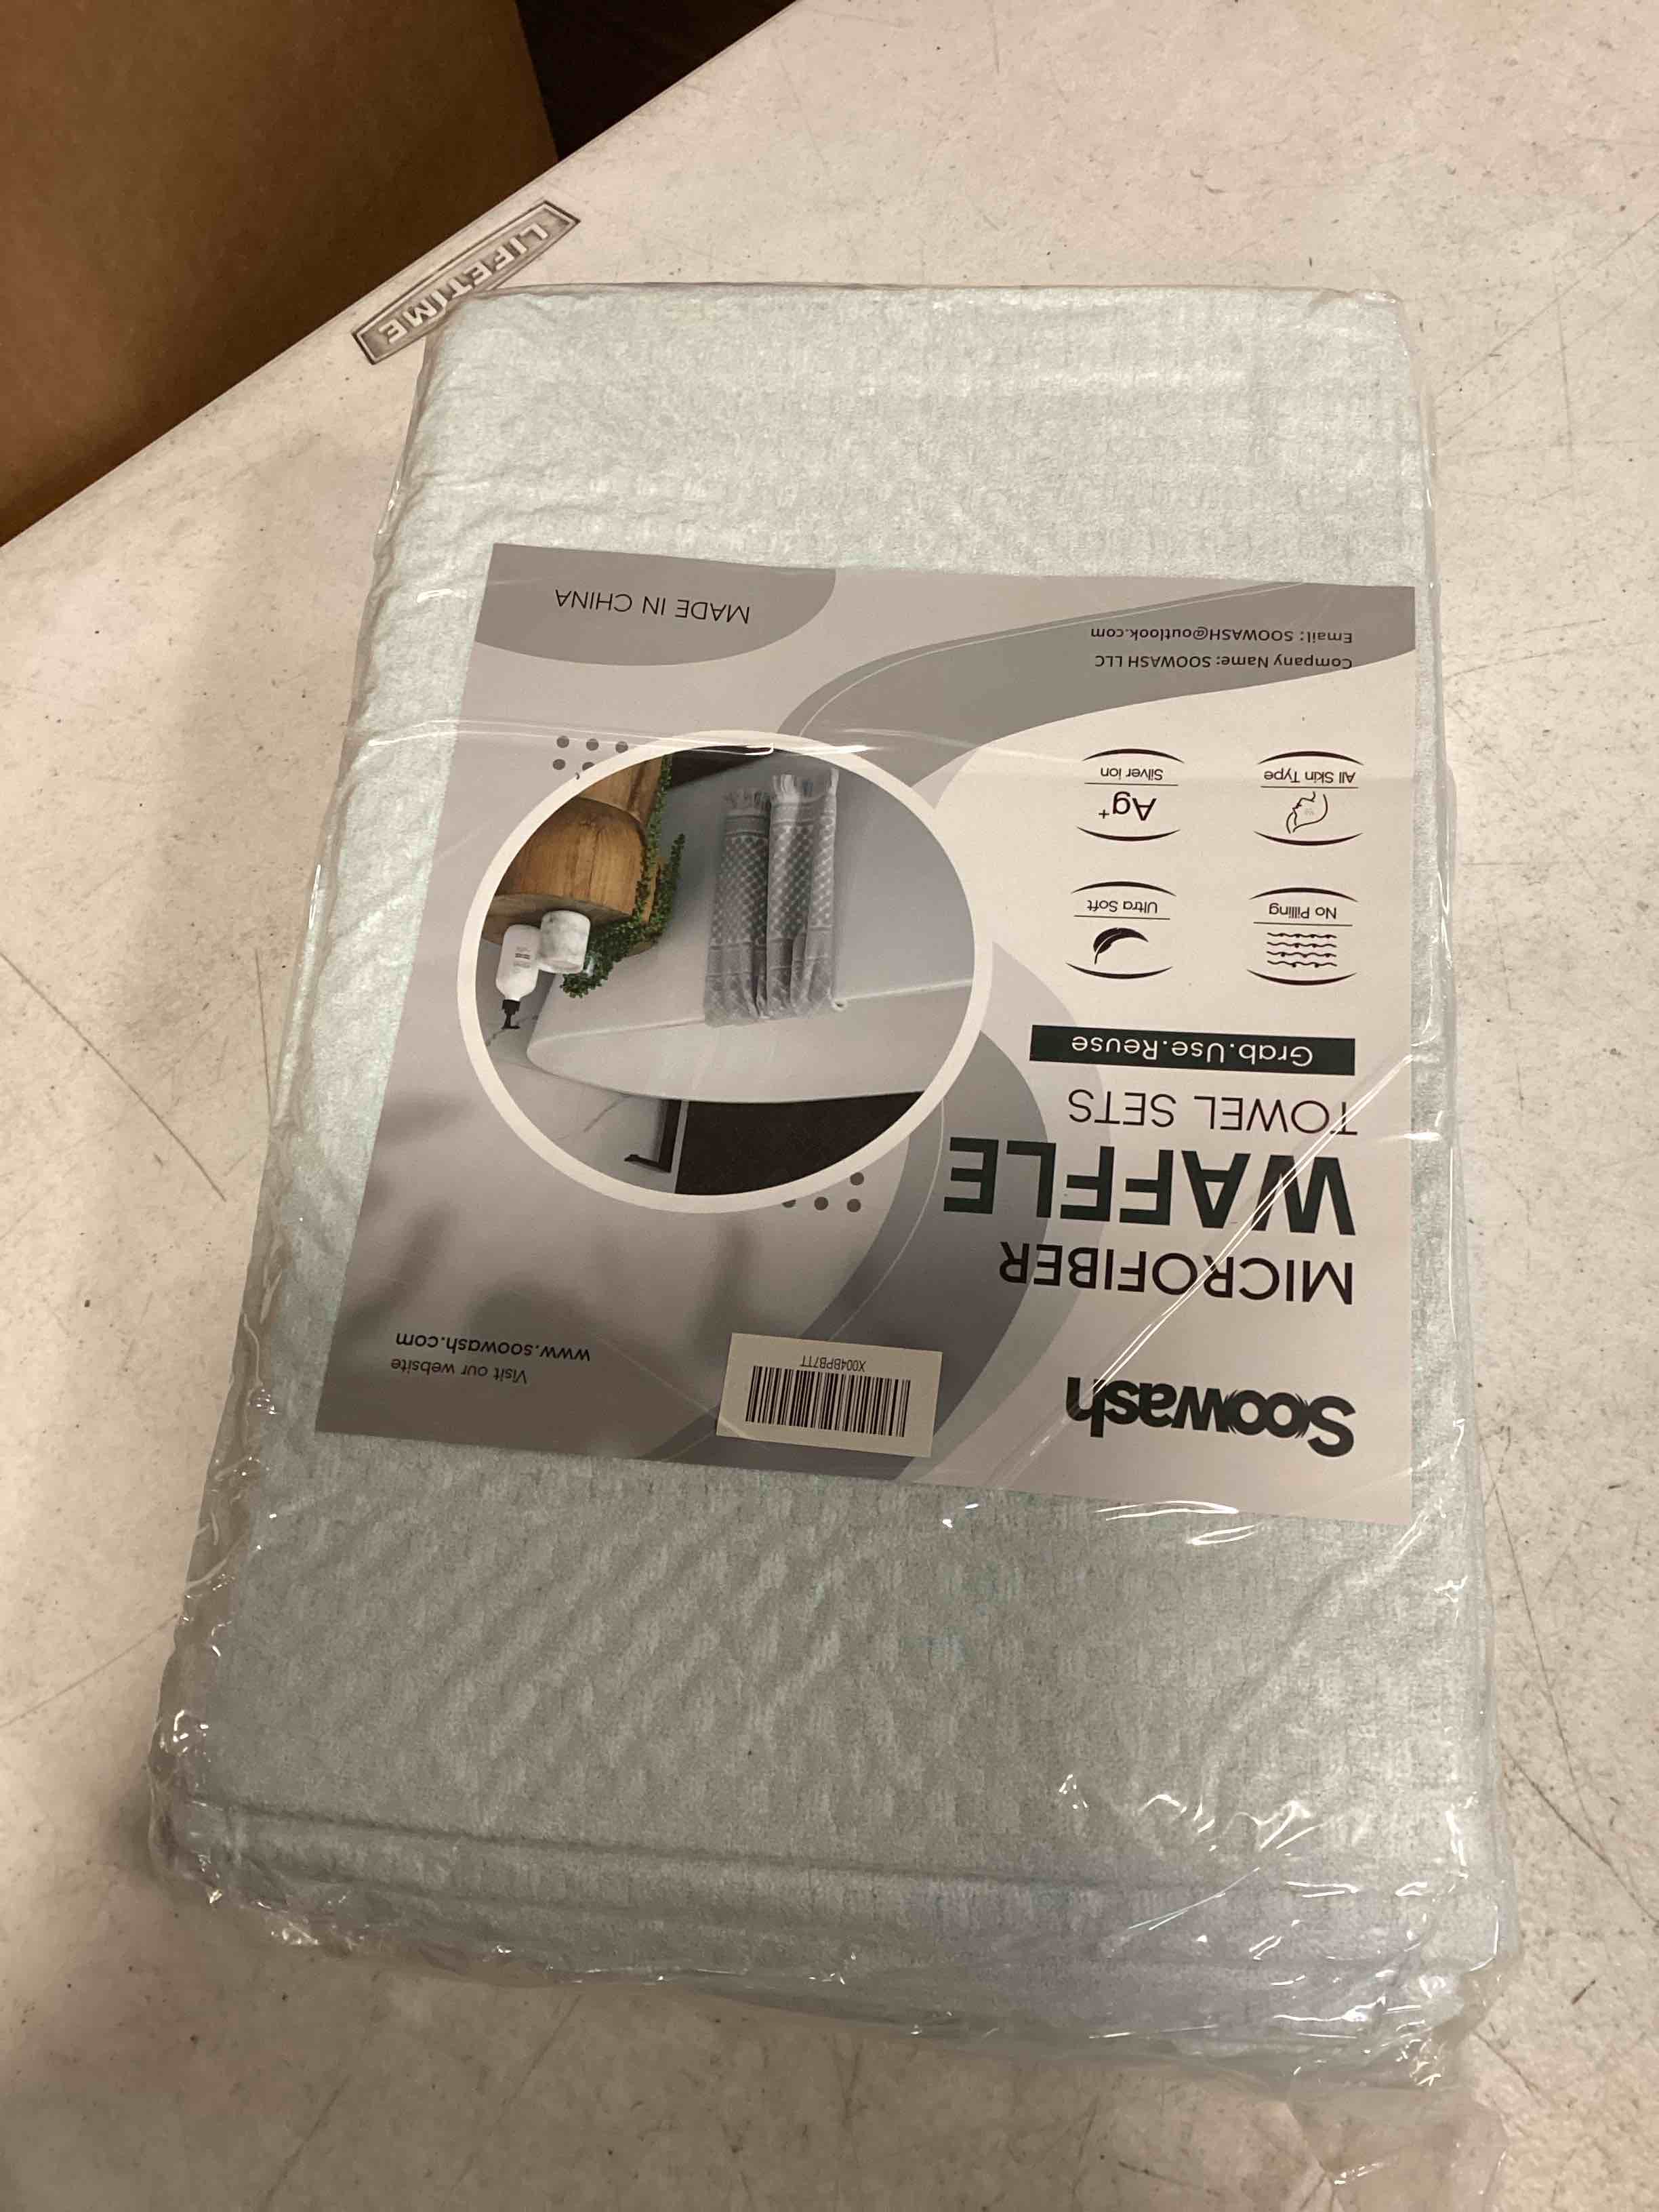 Soowash
X004BPB7TT
Visit our website
www.soowash.com
MICROFIBER
WAFFLE
TOWEL SETS
Grab.Use.Reuse
No Pilling
Ultra Soft
All Skin Type
Ag+
Silver ion
Company Name: SOOWASH LLC
Email: SOOWASH@outlook.com
MADE IN CHINA
LIFETIME